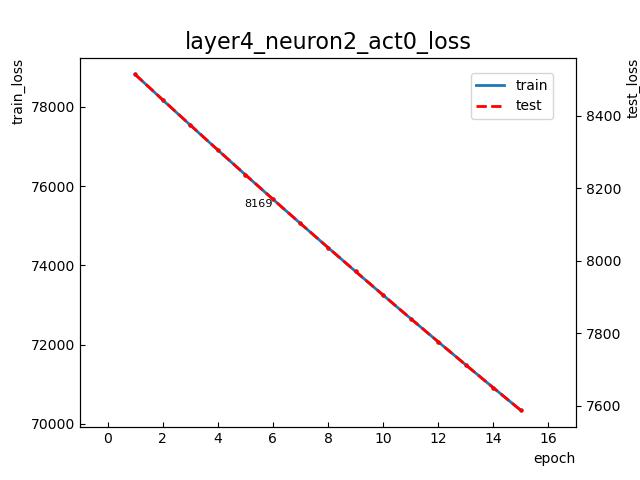 layer4_neuron2_act0_loss
train_loss
test_loss
train
test
78000
76000
74000
72000
70000
8400
8200
8000
7800
7600
8169
0 2 4 6 8 10 12 14 16
epoch